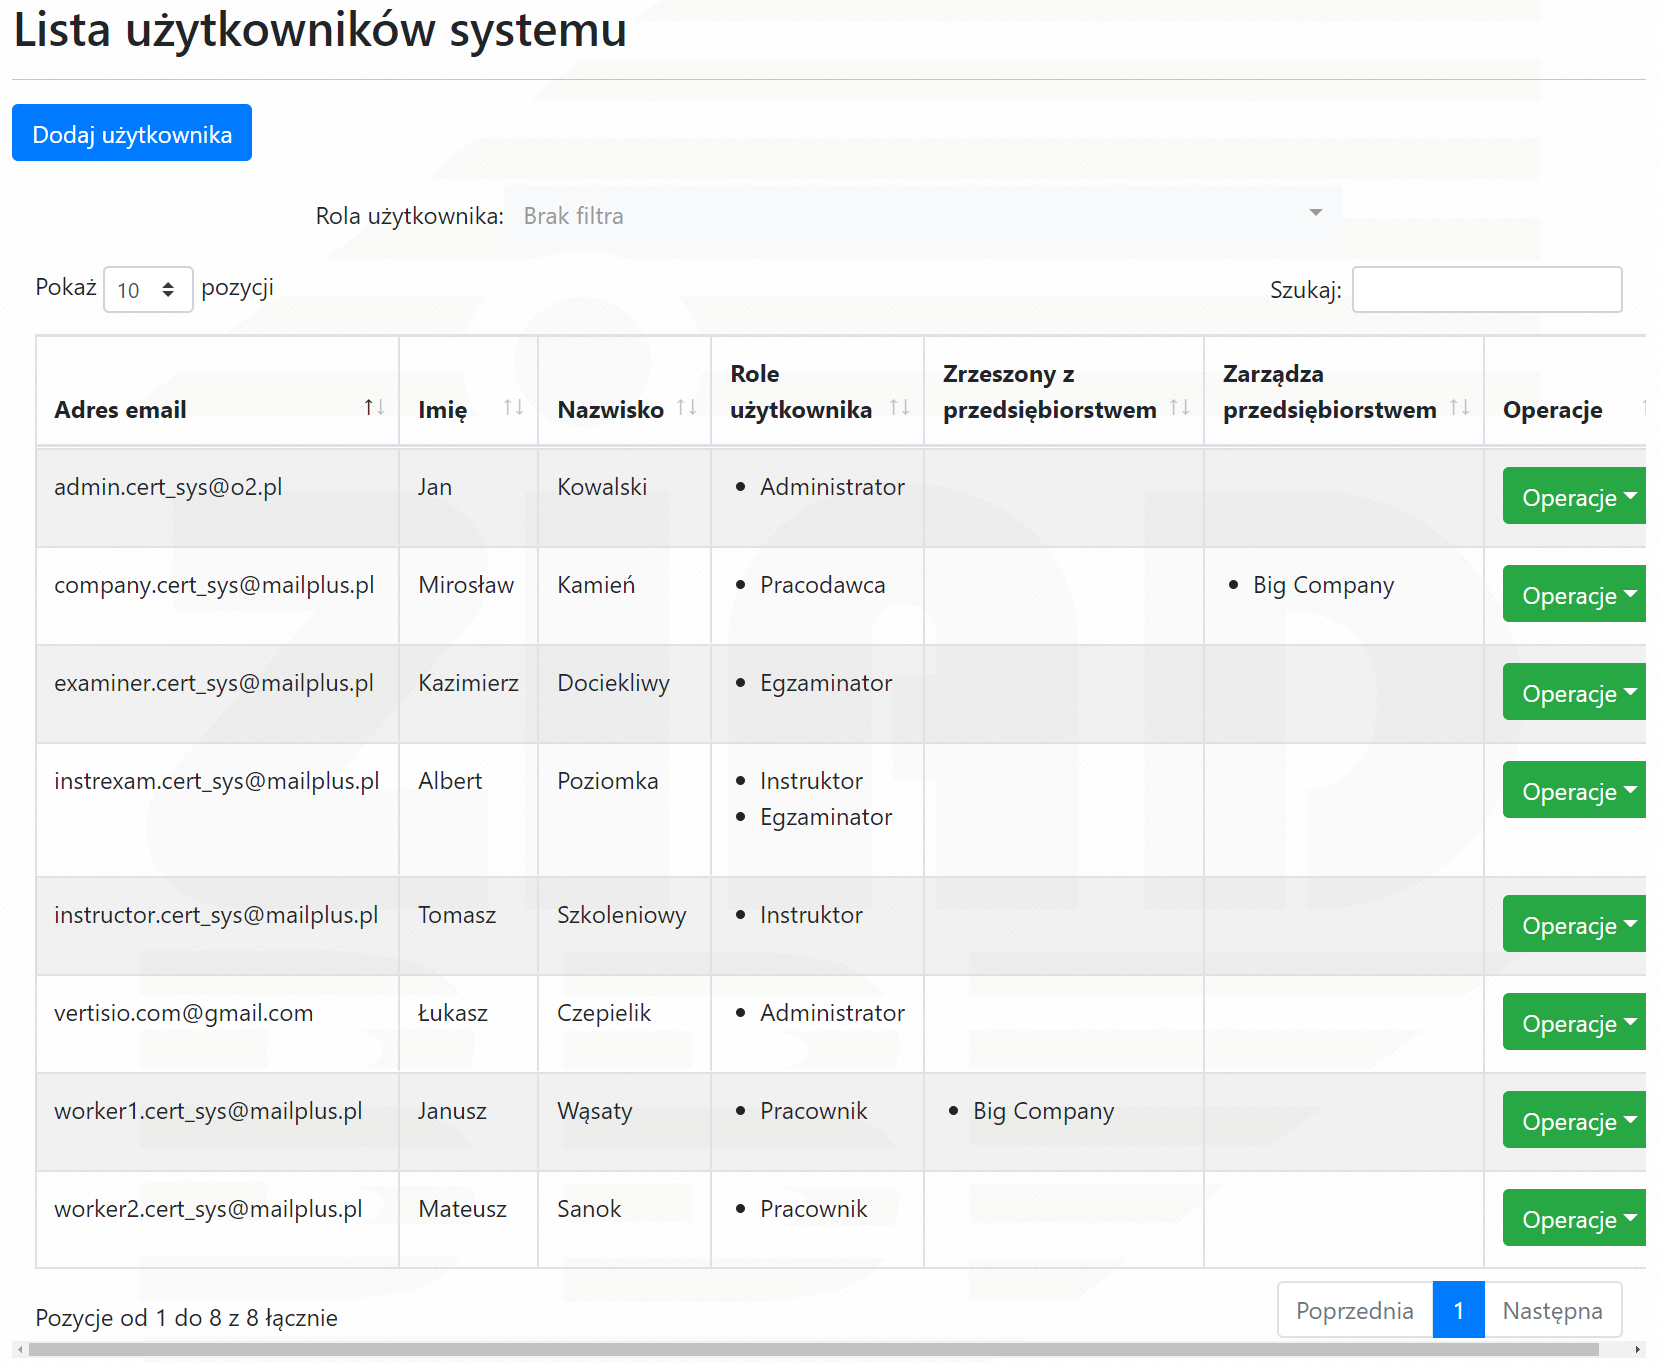 Lista użytkowników systemu
Dodaj użytkownika
Rola użytkownika: Brak filtra
Pokaż 10 pozycji Szukaj:
Adres email Imię Nazwisko Role użytkownika Zrzeszony z przedsiębiorstwem Zarządza przedsiębiorstwem Operacje
admin.cert_sys@o2.pl Jan Kowalski • Administrator Operacje
company.cert_sys@mailplus.pl Mirosław Kamień • Pracodawca • Big Company Operacje
examiner.cert_sys@mailplus.pl Kazimierz Dociekliwy • Egzaminator Operacje
instrexam.cert_sys@mailplus.pl Albert Poziomka • Instruktor Operacje
• Egzaminator
instructor.cert_sys@mailplus.pl Tomasz Szkoleniowy • Instruktor Operacje
vertisio.com@gmail.com Łukasz Czepielik • Administrator Operacje
worker1.cert_sys@mailplus.pl Janusz Wąsaty • Pracownik • Big Company Operacje
worker2.cert_sys@mailplus.pl Mateusz Sanok • Pracownik Operacje
Pozycje od 1 do 8 z 8 łącznie Poprzednia 1 Następna